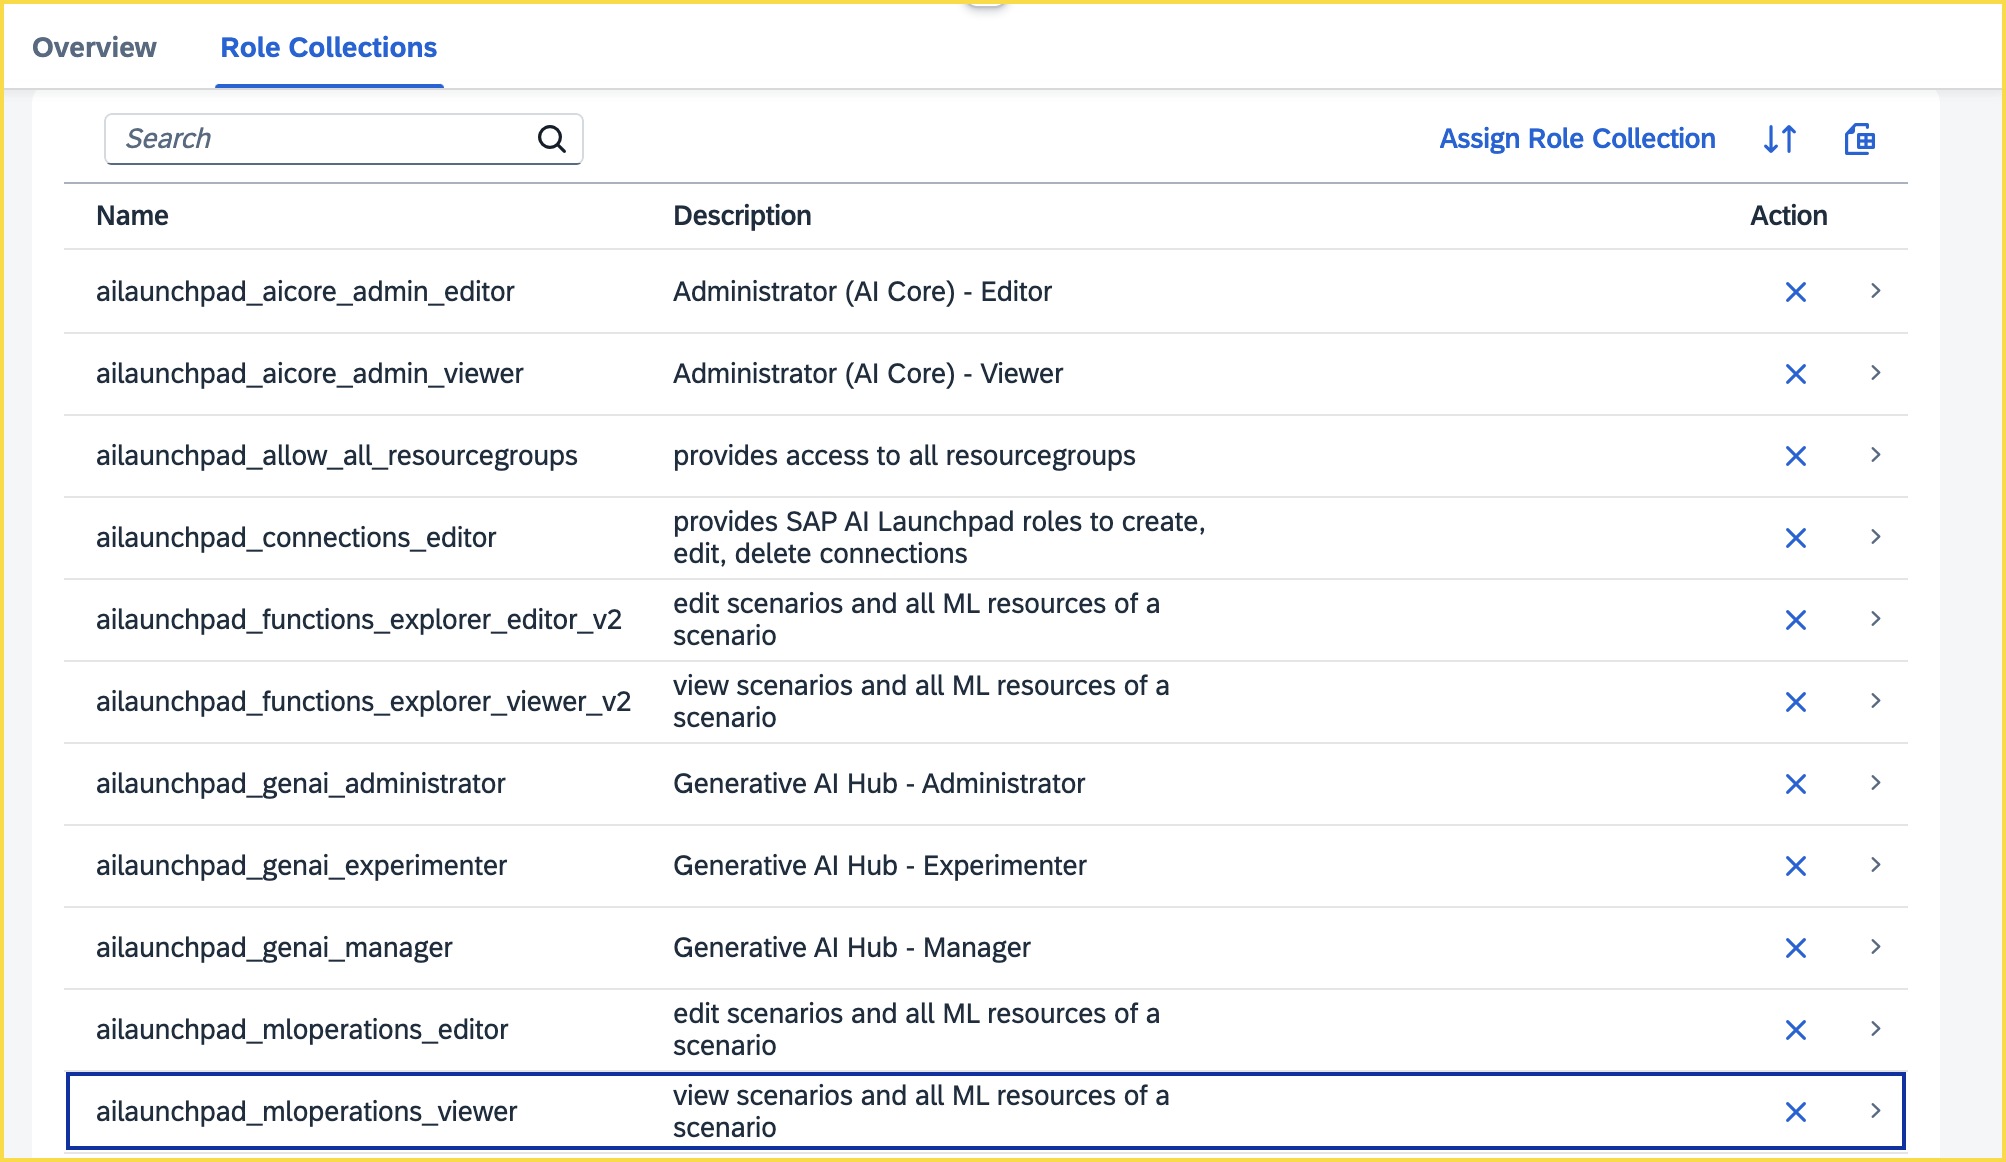 Overview Role Collections
Search Assign Role Collection
Name Description Action
ailaunchpad_aicore_admin_editor Administrator (AI Core) - Editor
ailaunchpad_aicore_admin_viewer Administrator (AI Core) - Viewer
ailaunchpad_allow_all_resourcegroups provides access to all resourcegroups
ailaunchpad_connections_editor provides SAP AI Launchpad roles to create,
edit, delete connections
ailaunchpad_functions_explorer_editor_v2 edit scenarios and all ML resources of a
scenario
ailaunchpad_functions_explorer_viewer_v2 view scenarios and all ML resources of a
scenario
ailaunchpad_genai_administrator Generative AI Hub - Administrator
ailaunchpad_genai_experimenter Generative AI Hub - Experimenter
ailaunchpad_genai_manager Generative AI Hub - Manager
ailaunchpad_mloperations_editor edit scenarios and all ML resources of a
scenario
ailaunchpad_mloperations_viewer view scenarios and all ML resources of a
scenario